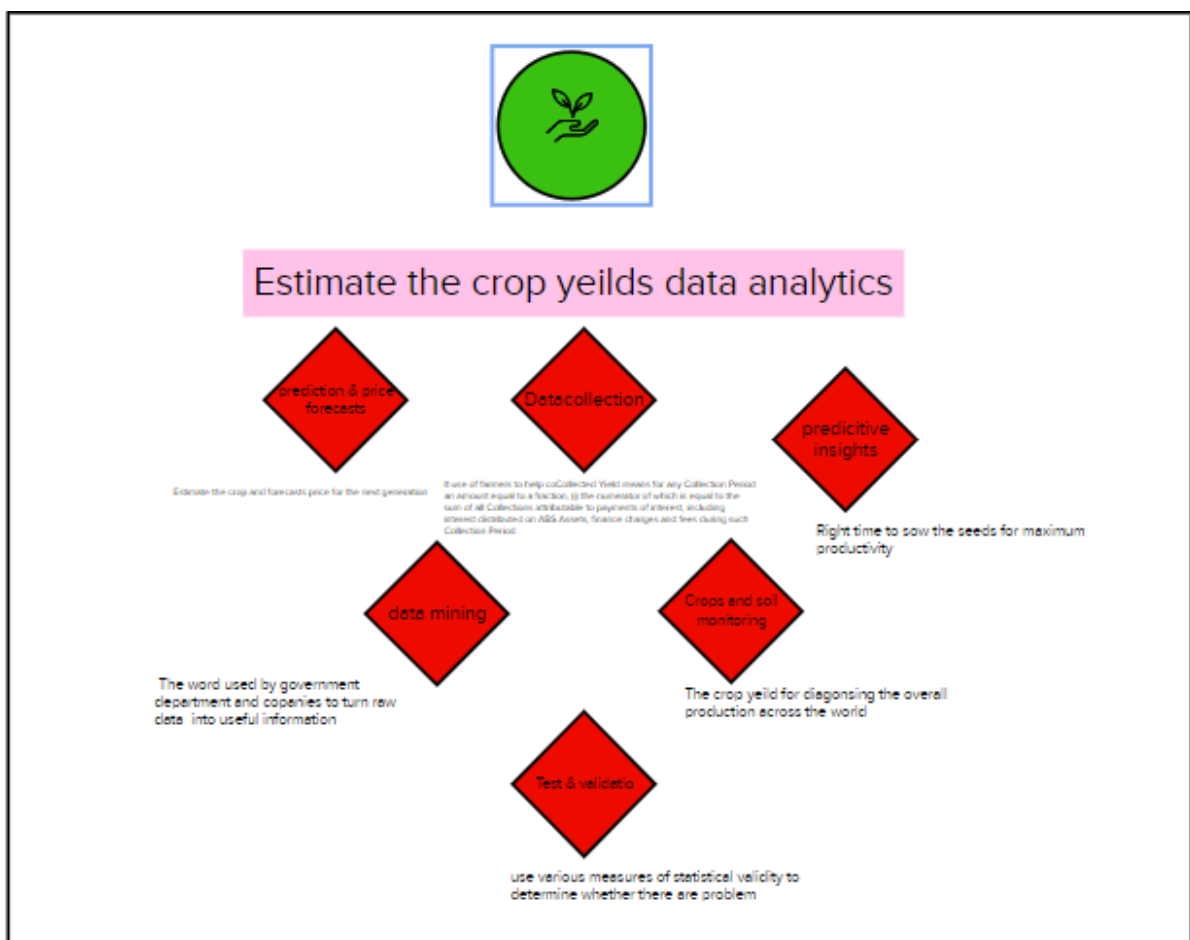 Estimate the crop yeilds data analytics
prediction & price
forecasts
Datacollection
predicitive
insights
Estimate the crop and forecasts price for the next generation
It use of farmers to help coCollected Yield means for any Collection Period
an amount equal to a fraction, (i) the numerator of which is equal to the
sum of all Collections attributable to payments of interest, including
interest distributed on ABS Assets, finance charges and fees during such
Collection Period
Right time to sow the seeds for maximum
productivity
data mining
Crops and soil
monitoring
The word used by government
department and copanies to turn raw
data into useful information
The crop yeild for diagonsing the overall
production across the world
Test & validatio
use various measures of statistical validity to
determine whether there are problem